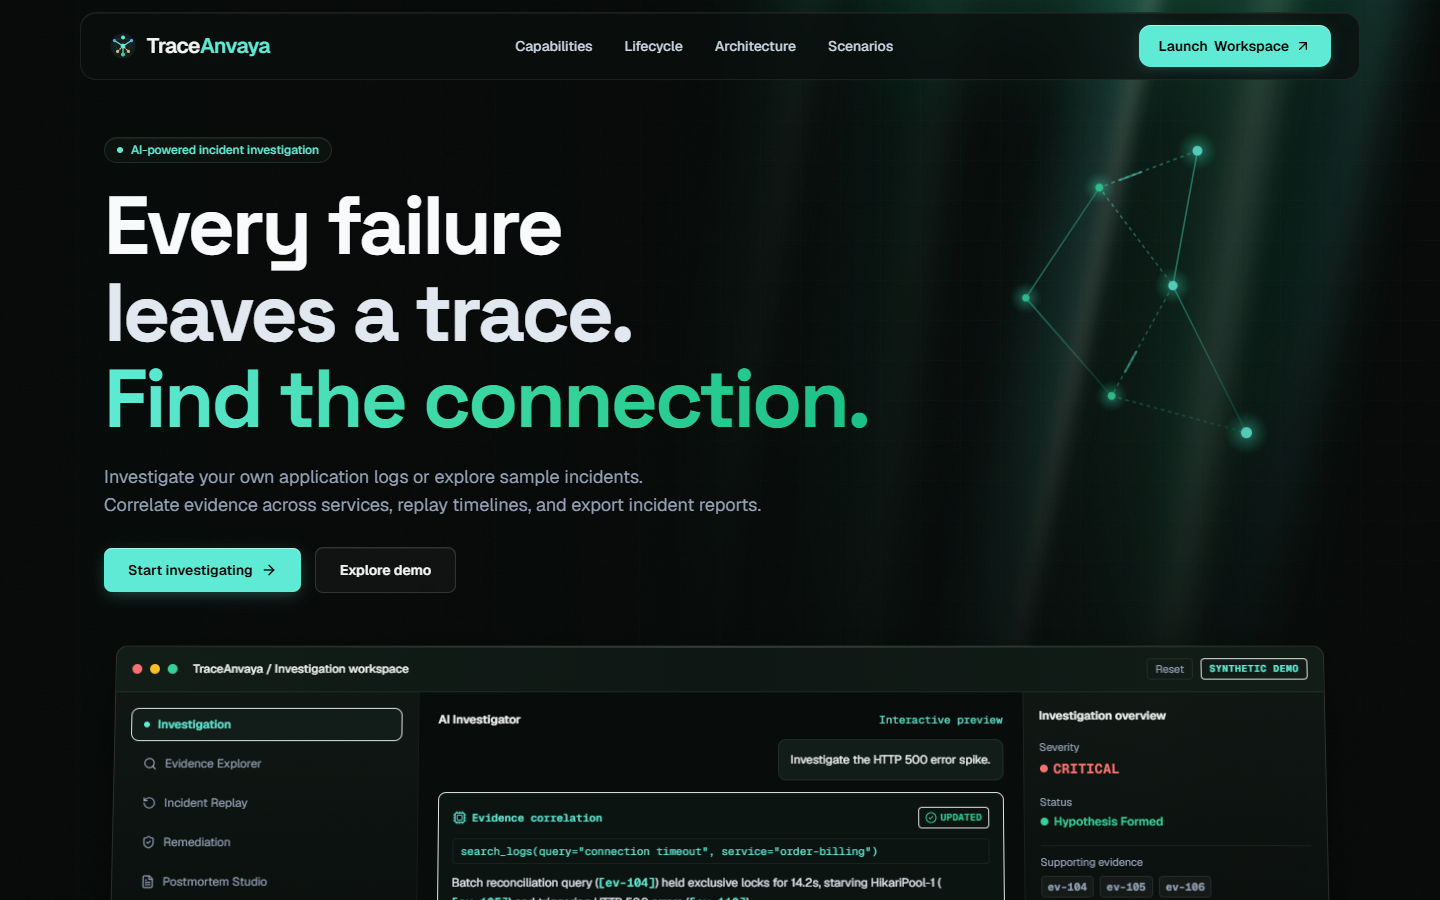 TraceAnvaya
Capabilities
Lifecycle
Architecture
Scenarios
Launch Workspace
AI-powered incident investigation
Every failure
leaves a trace.
Find the connection.
Investigate your own application logs or explore sample incidents.
Correlate evidence across services, replay timelines, and export incident reports.
Start investigating
Explore demo
TraceAnvaya / Investigation workspace
Reset
SYNTHETIC DEMO
Investigation
Evidence Explorer
Incident Replay
Remediation
Postmortem Studio
AI Investigator
Interactive preview
Investigate the HTTP 500 error spike.
Evidence correlation
UPDATED
search_logs(query="connection timeout", service="order-billing")
Batch reconciliation query ([ev-104]) held exclusive locks for 14.2s, starving HikariPool-1 (
Investigation overview
Severity
CRITICAL
Status
Hypothesis Formed
Supporting evidence
ev-104
ev-105
ev-106